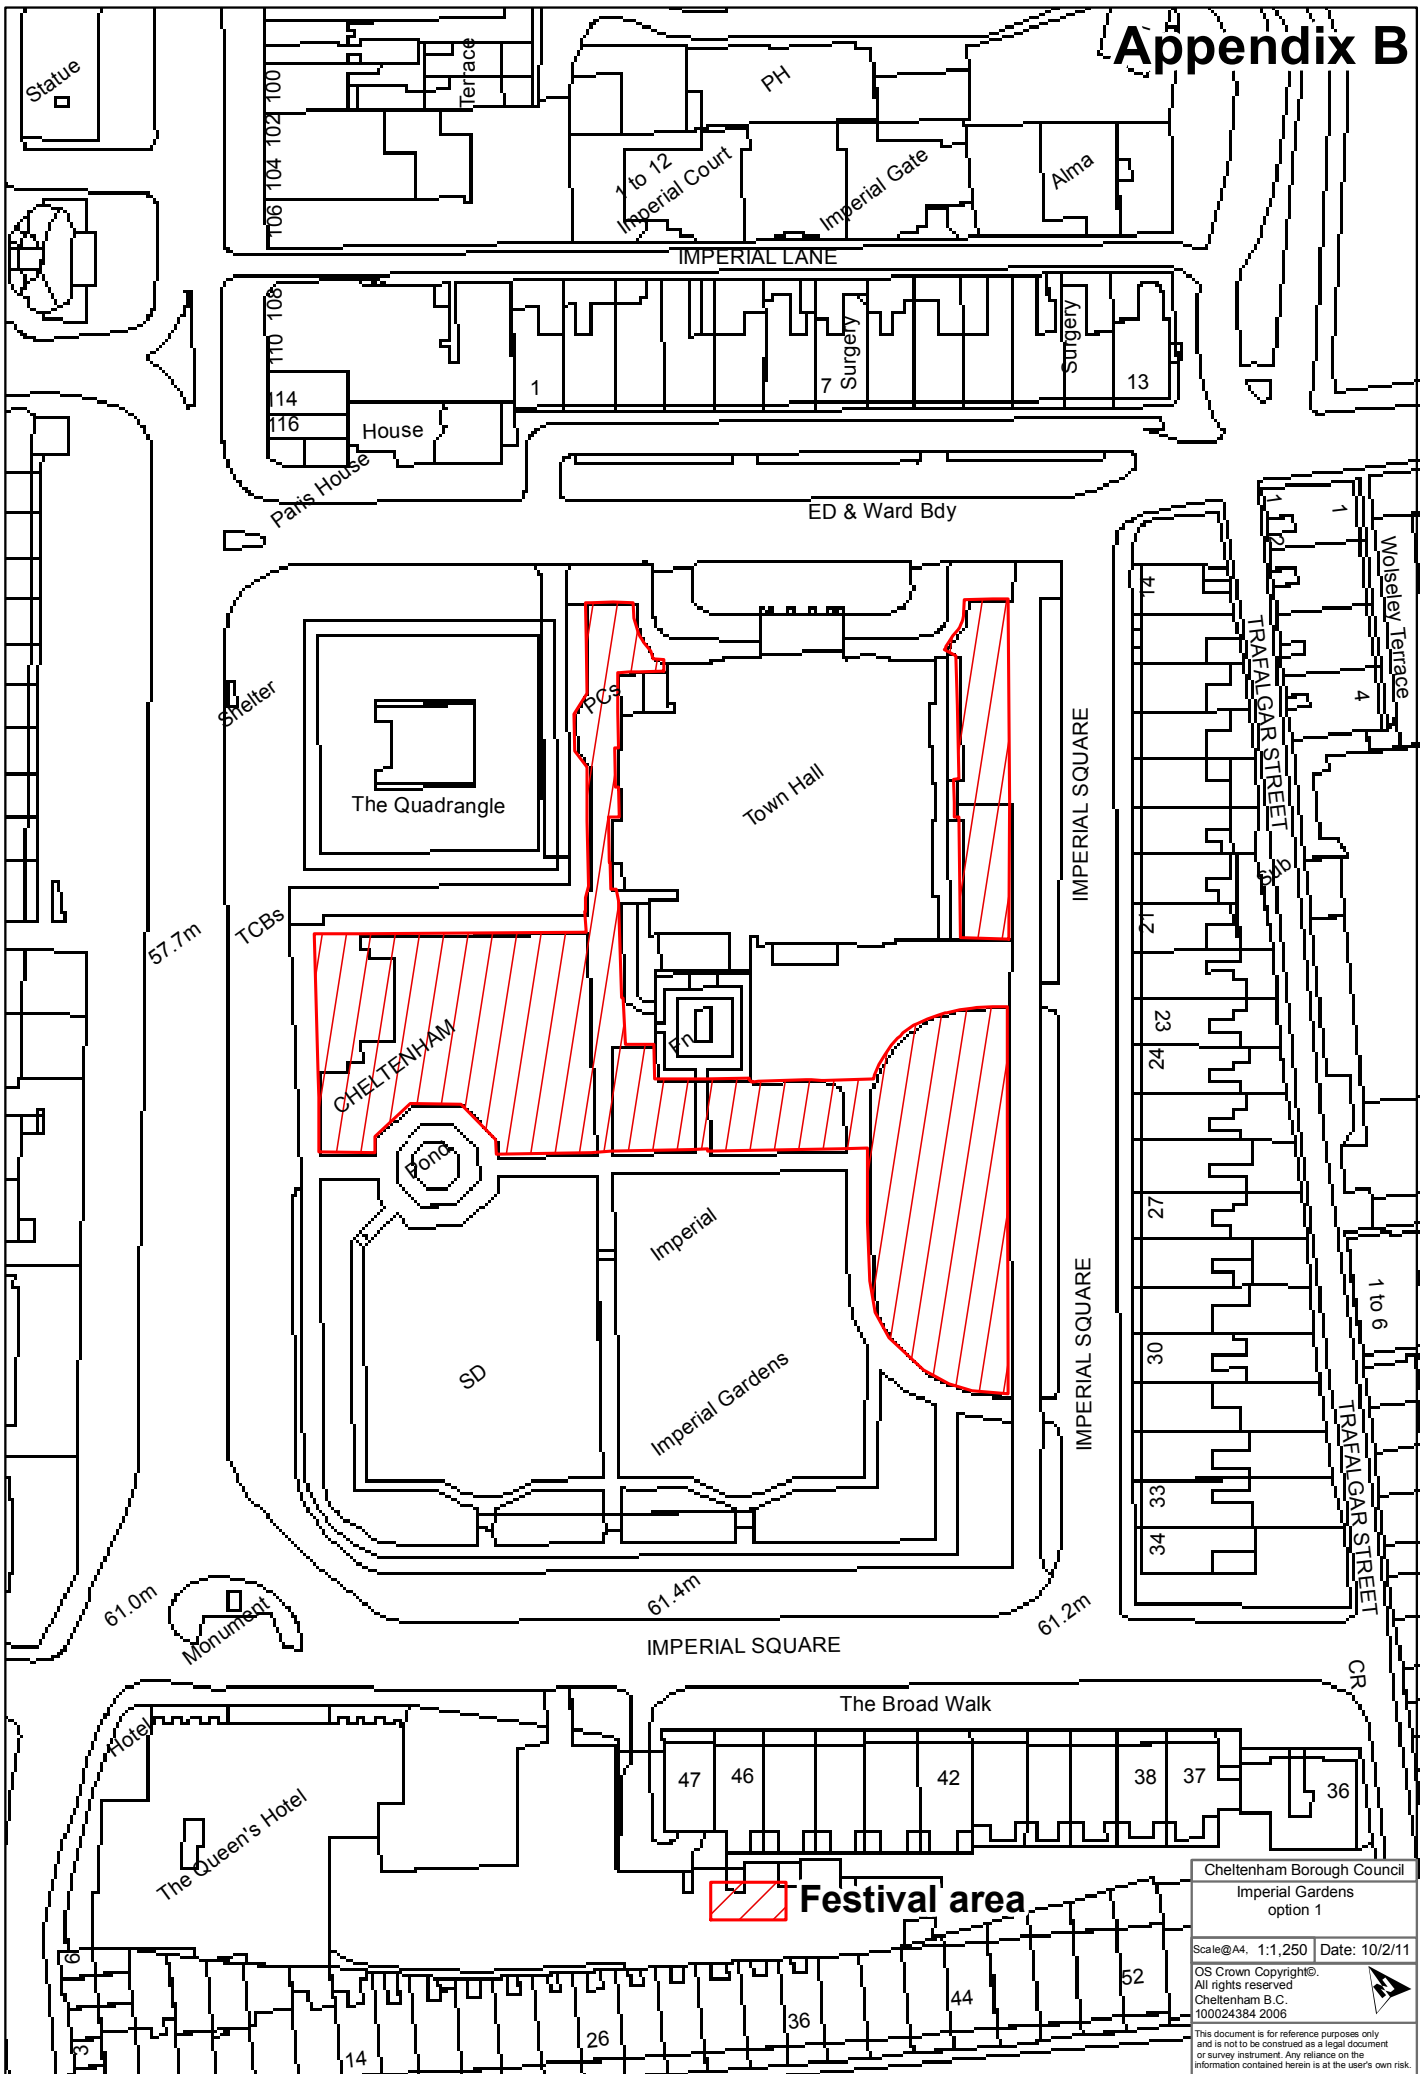 Appendix B
Statue
100
102
104
106
Terrace
PH
1 to 12
Imperial Court
Imperial Gate
Alma
IMPERIAL LANE
108
110
114
116
House
Paris House
1
7
Surgery
Surgery
13
ED & Ward Bdy
1
2
1
4
Wolseley Terrace
14
TRAFALGAR STREET
Shelter
PCs
The Quadrangle
Town Hall
IMPERIAL SQUARE
Sub
21
TCBs
57.7m
23
24
Fn
CHELTENHAM
Pond
27
Imperial
Imperial Gardens
SD
IMPERIAL SQUARE
1 to 6
30
TRAFALGAR STREET
33
34
61.0m
Monument
61.4m
61.2m
IMPERIAL SQUARE
CR
The Broad Walk
Hotel
The Queen's Hotel
47
46
42
38
37
36
Festival area
6
3
14
26
36
44
52
Cheltenham Borough Council
Imperial Gardens
option 1
Scale@A4, 1:1,250
Date: 10/2/11
OS Crown Copyright©.
All rights reserved
Cheltenham B.C.
100024384 2006
N
This document is for reference purposes only
and is not to be construed as a legal document
or survey instrument. Any reliance on the
information contained herein is at the user's own risk.